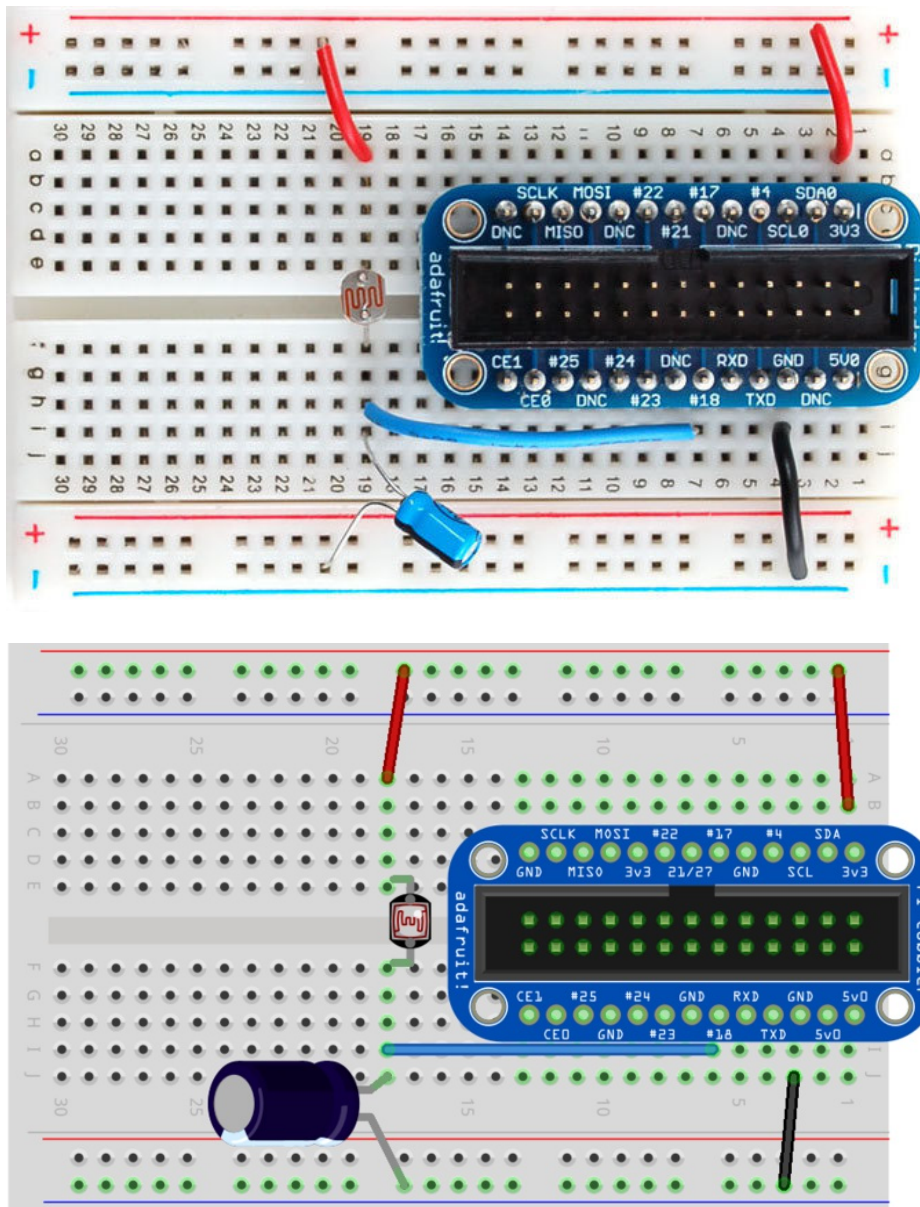 + +
- -
30 29 28 27 26 25 24 23 22 21 20 19 18 17 16 15 14 13 12 11 10 9 8 7 6 5 4 3 2 1
a a
b
c c
d
e
SCLK MOSI #22 #17 #4 SDA0
DNC MISO DNC #21 DNC SCL0 3V3
adafruit!
f
g g
h
i i
j j
CE1 #25 #24 DNC RXD GND 5V0
CE0 DNC #23 #18 TXD DNC
30 29 28 27 26 25 24 23 22 21 20 19 18 17 16 15 14 13 12 11 10 9 8 7 6 5 4 3 2 1
+ +
- -
30 25 20 15 10 5
A A
B B
C
D
E
SCLK MOSI #22 #17 #4 SDA
GND MISO 3v3 21/27 GND SCL 3v3
adafruit!
F
G
H
I I
J J
CE1 #25 #24 GND RXD GND 5v0
CE0 GND #23 #18 TXD 5v0
30 25 15 10 5 1